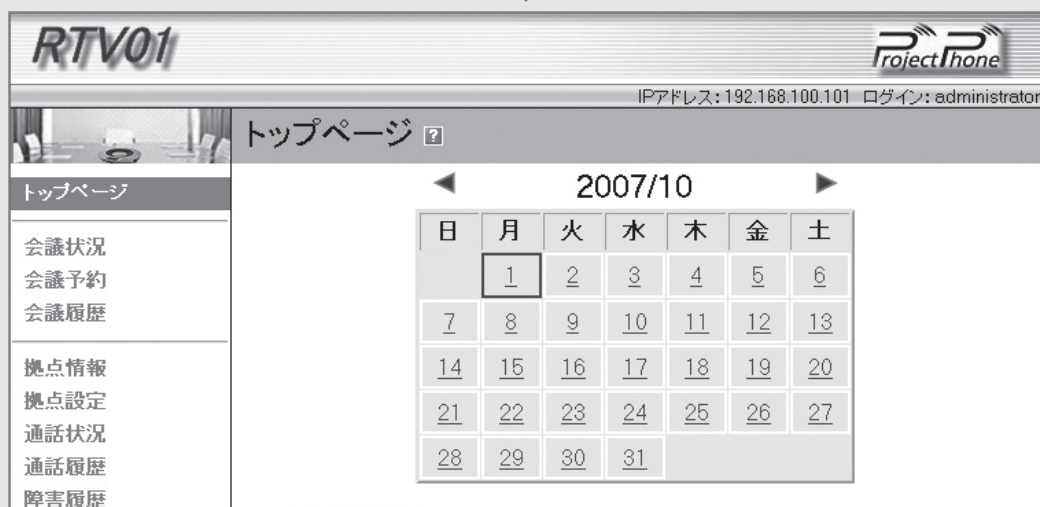 RTV01
Project Phone
IPアドレス：192.168.100.101 ログイン：administrator
トップページ ?
トップページ
会議状況
会議予約
会議履歴
拠点情報
拠点設定
通話状況
通話履歴
障害履歴
◀ 2007/10 ▶
日 月 火 水 木 金 土
1 2 3 4 5 6
7 8 9 10 11 12 13
14 15 16 17 18 19 20
21 22 23 24 25 26 27
28 29 30 31